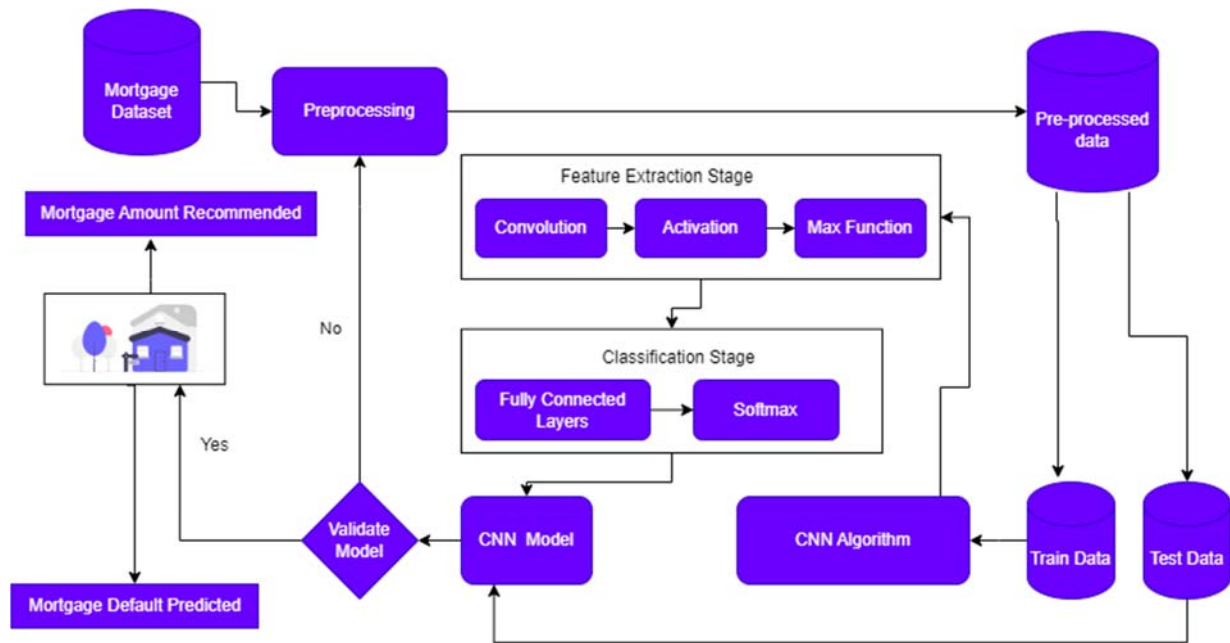 Mortgage
Dataset
Preprocessing
Pre-processed
data
Feature Extraction Stage
Convolution
Activation
Max Function
Mortgage Amount Recommended
No
Classification Stage
Fully Connected
Layers
Softmax
Yes
Validate
Model
CNN Model
CNN Algorithm
Train Data
Test Data
Mortgage Default Predicted